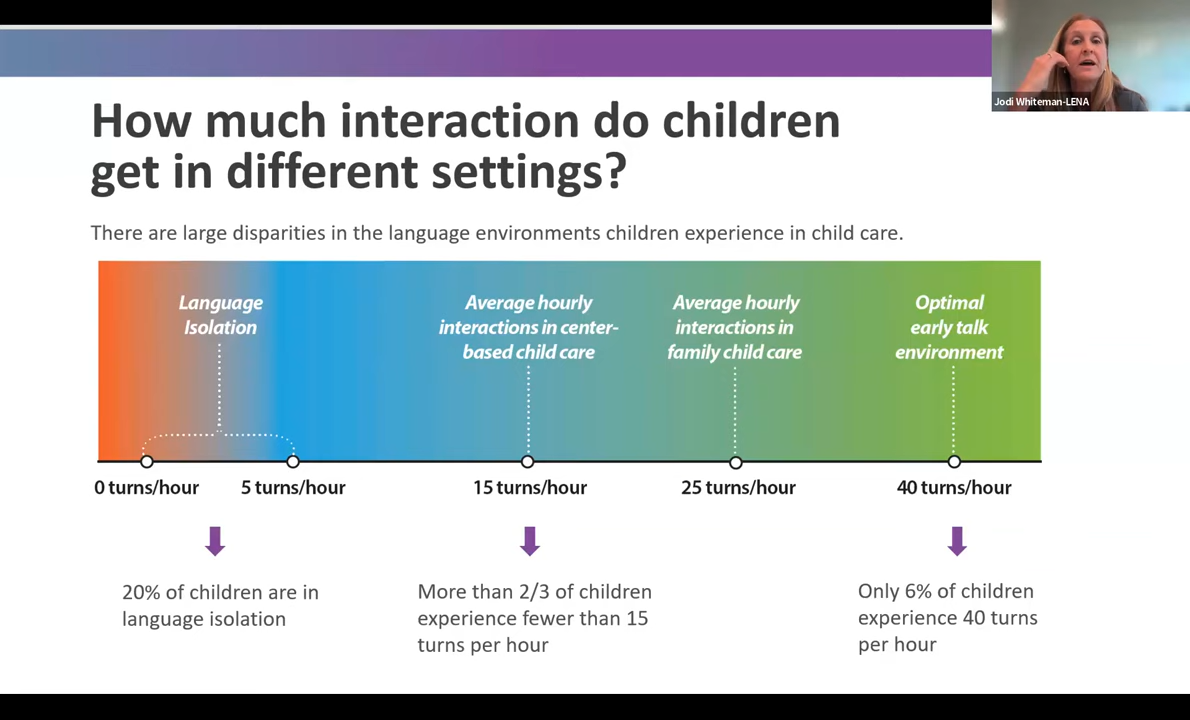 Jodi Whiteman-LENA
How much interaction do children
get in different settings?
There are large disparities in the language environments children experience in child care.
Language
Isolation
Average hourly
interactions in center-
based child care
Average hourly
interactions in
family child care
Optimal
early talk
environment
0 turns/hour
5 turns/hour
15 turns/hour
25 turns/hour
40 turns/hour
20% of children are in
language isolation
More than 2/3 of children
experience fewer than 15
turns per hour
Only 6% of children
experience 40 turns
per hour